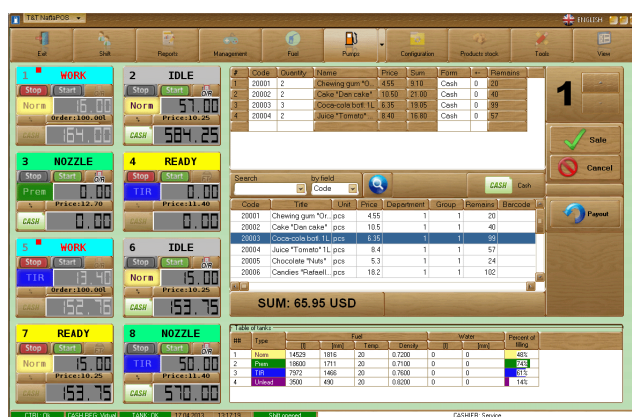 T&T NaftaPOS
ENGLISH
Exit
Shift
Reports
Management
Fuel
Pumps
Configuration
Products stock
Tools
View
1 WORK
Stop Start
Norm 16.00
Order:100.00l
CASH 164.00
2 IDLE
Stop Start D/R
Norm 57.00
Price:10.25
CASH 584.25
3 NOZZLE
Stop Start
Prem 0.00
Price:12.70
CASH 0.00
4 READY
Stop Start
TIR 0.00
Price:11.40
CASH 0.00
5 WORK
Stop Start D/R
TIR 13.40
Order:100.00l
CASH 152.76
6 IDLE
Stop Start D/R
Norm 15.00
Price:10.25
CASH 153.75
7 READY
Stop Start
Norm 15.00
Price:10.25
CASH 153.75
8 NOZZLE
Stop Start
TIR 50.00
Price:11.40
CASH 570.00
# Code Quantity Name Price Sum Form ← Remains
1 20001 2 Chewing gum "O... 4.55 9.10 Cash 0 20
2 20002 2 Cake "Dan cake" 10.50 21.00 Cash 0 40
3 20003 3 Coca-cola botl. 1L 6.35 19.05 Cash 0 99
4 20004 2 Juice "Tomato"... 8.40 16.80 Cash 0 57
1
Sale
Cancel
Payout
Search
by field
Code
CASH Cash
Code Title Unit Price Department Group Remains Barcode
20001 Chewing gum "Or... pcs 4.55 1 1 20
20002 Cake "Dan cake" pcs 10.5 1 1 40
20003 Coca-cola botl. 1L pcs 6.35 1 1 99
20004 Juice "Tomato" 1L pcs 8.4 1 1 57
20005 Chocolate "Nuts" pcs 5.3 1 1 24
20006 Candies "Rafaell... pcs 18.2 1 1 102
SUM: 65.95 USD
Table of tanks
## Type Fuel Water Percent of filling
[l] [mm] Temp. Density [l] [mm]
1 Norm 14529 1816 20 0.7200 0 0 48%
2 Prem 18600 1711 20 0.7100 0 0 74%
3 TIR 7972 1466 20 0.7600 0 0 61%
4 Unlead 3500 490 20 0.8200 0 0 14%
CTRL: Ok CASH REG: Virtual TANK: OK 17.04.2013 13:17:19 Shift opened CASHIER: Service